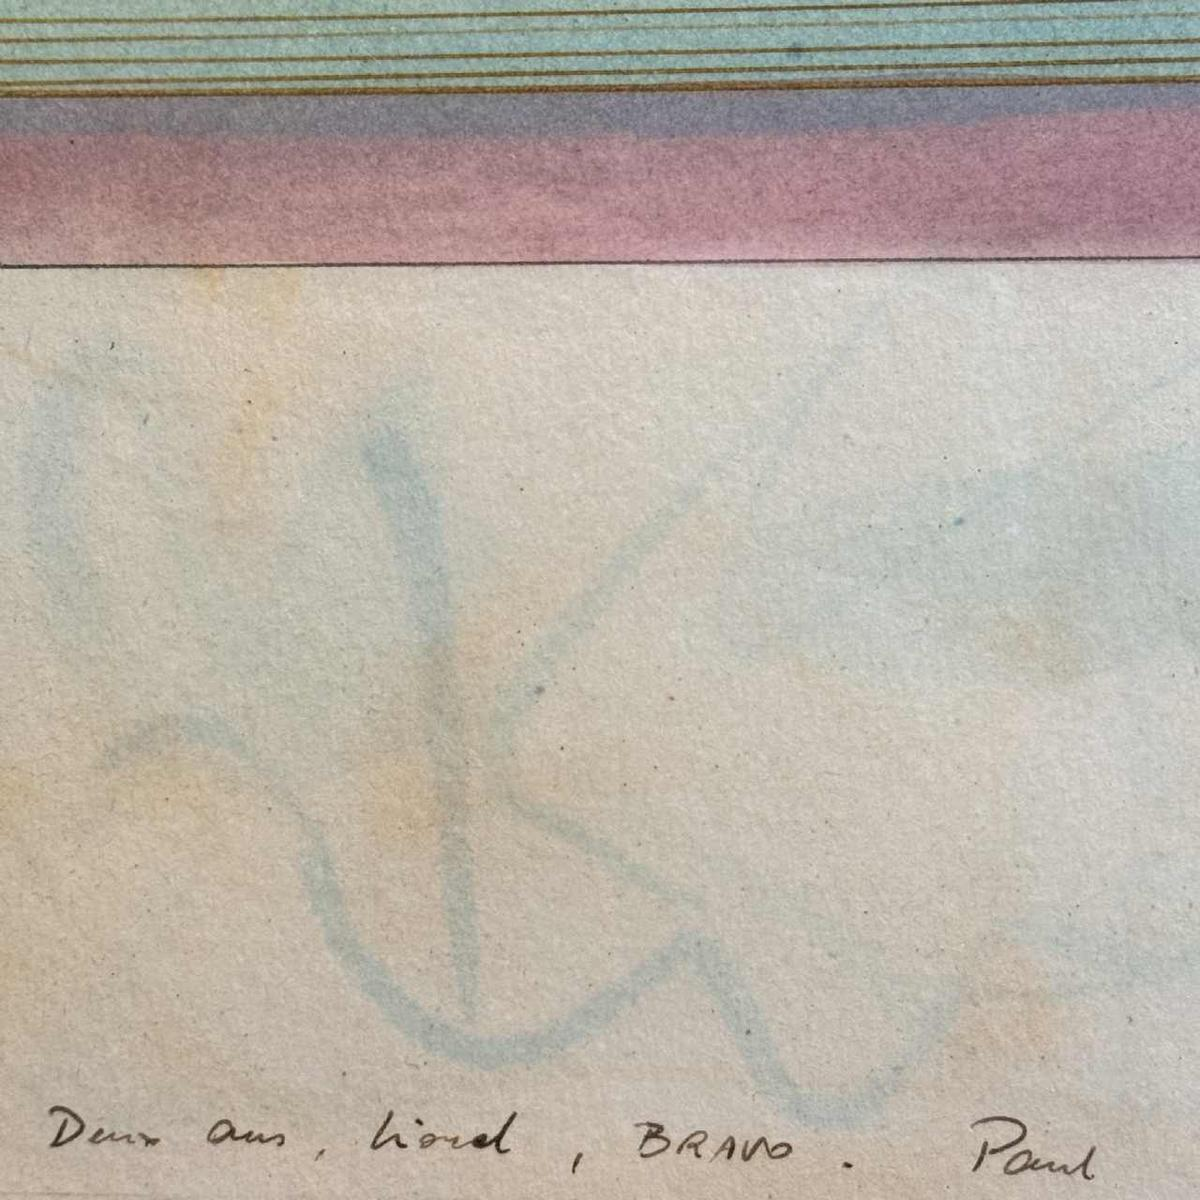 Deux ans, Lionel, BRAVO. Paul